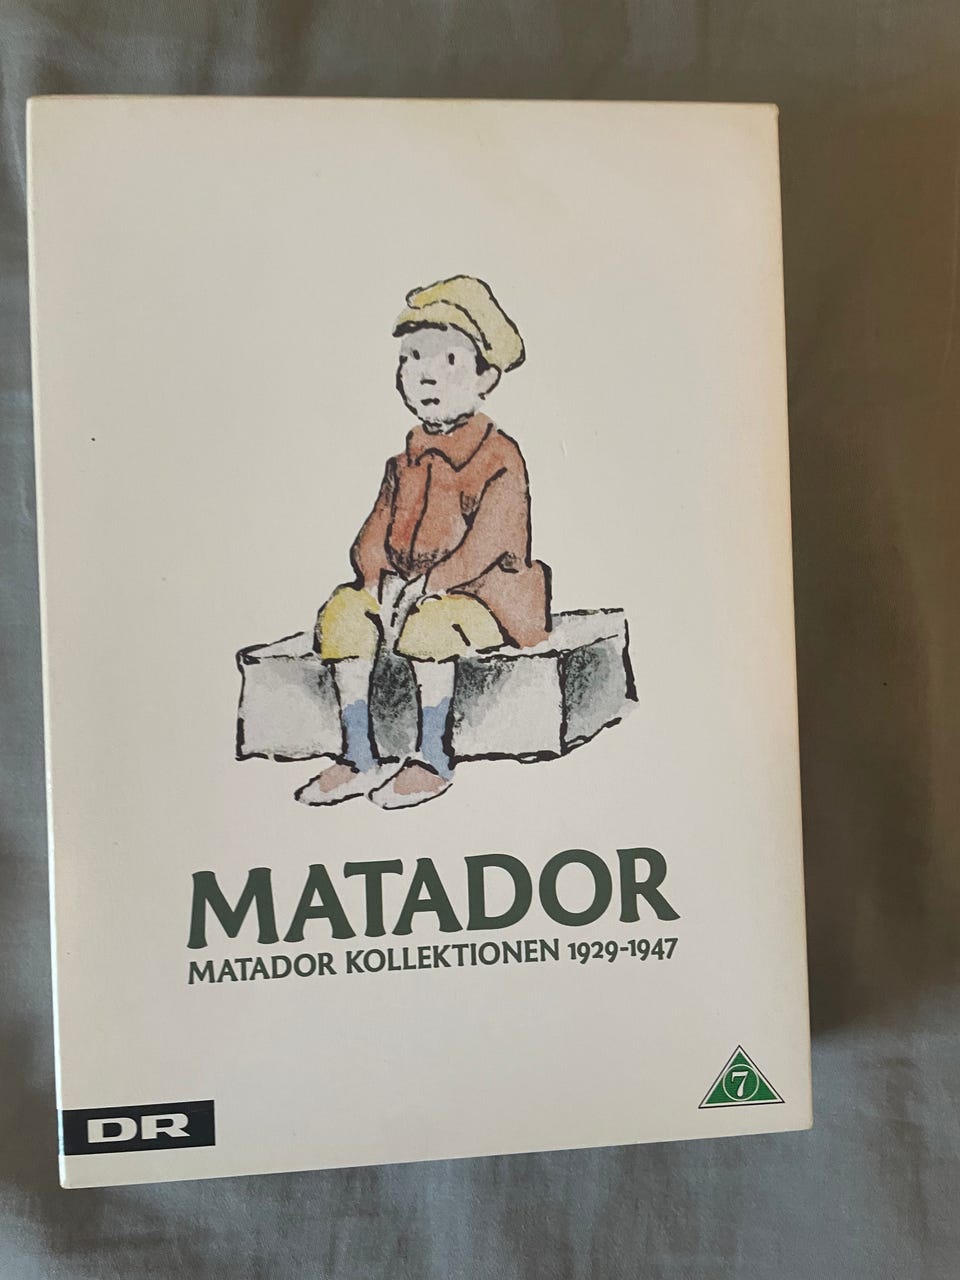 MATADOR
MATADOR KOLLEKTIONEN 1929-1947
7
DR